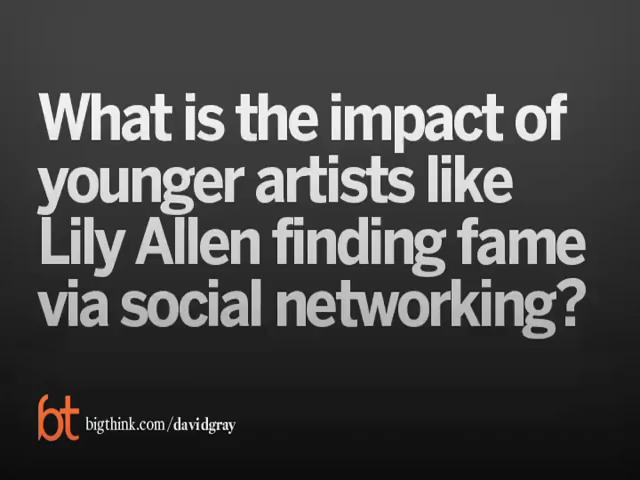 What is the impact of
younger artists like
Lily Allen finding fame
via social networking?
bt bigthink.com/davidgray